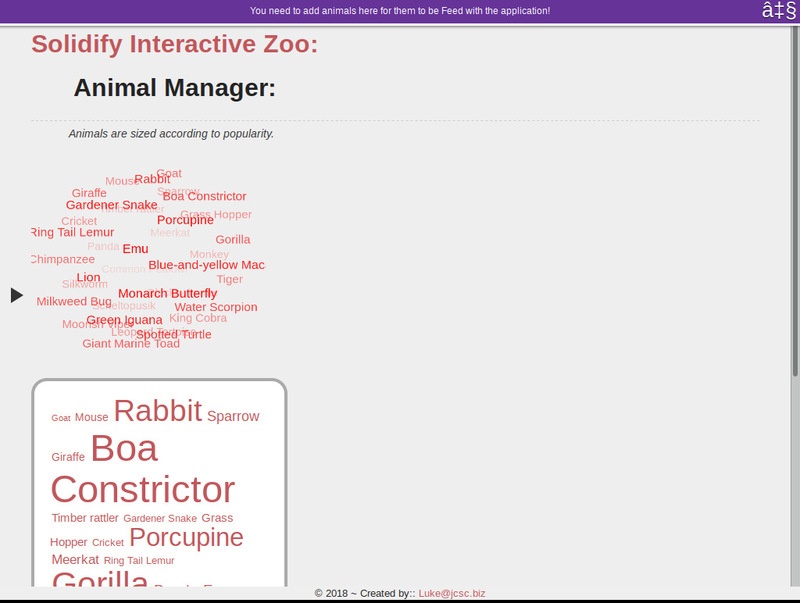 You need to add animals here for them to be Feed with the application!
â‡§
Solidify Interactive Zoo:
Animal Manager:
Animals are sized according to popularity.
Goat
Mouse Rabbit
Sparrow
Giraffe Boa Constrictor
Gardener Snake Timber rattler
Grass Hopper
Cricket Porcupine
Ring Tail Lemur Meerkat
Gorilla
Panda Emu
Monkey
Chimpanzee
Blue-and-yellow Mac
Common
Lion Tiger
Silkworm
Monarch Butterfly
Milkweed Bug
Scheltopusik Water Scorpion
Green Iguana King Cobra
Moorish Viper
Leopard Tortoise
Spotted Turtle
Giant Marine Toad
Goat Mouse Rabbit Sparrow
Giraffe Boa
Constrictor
Timber rattler Gardener Snake Grass
Hopper Cricket Porcupine
Meerkat Ring Tail Lemur
Gorilla
© 2018 ~ Created by:: Luke@jcsc.biz